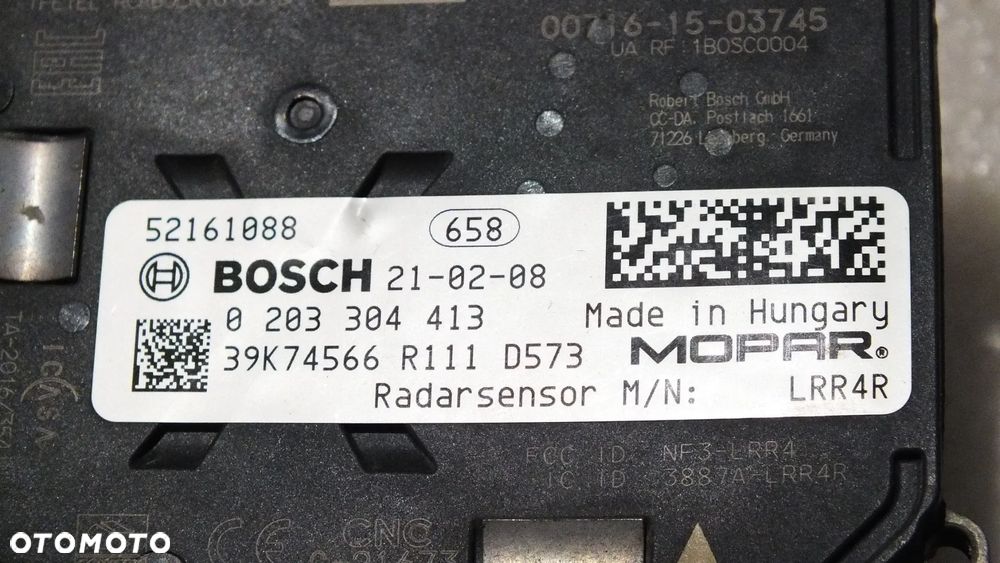 00716-15-03745
UA RF: 1BOSC0004
Robert Bosch GmbH
CC-DA, Postfach 1661
71226 Germany
52161088
658
BOSCH 21-02-08
0 203 304 413
Made in Hungary
39K74566 R111 D573
MOPAR®
Radarsensor M/N: LRR4R
FCC ID NF3-LRR4
IC ID 3887A-LRR4R
CE
CNC
OTOMOTO